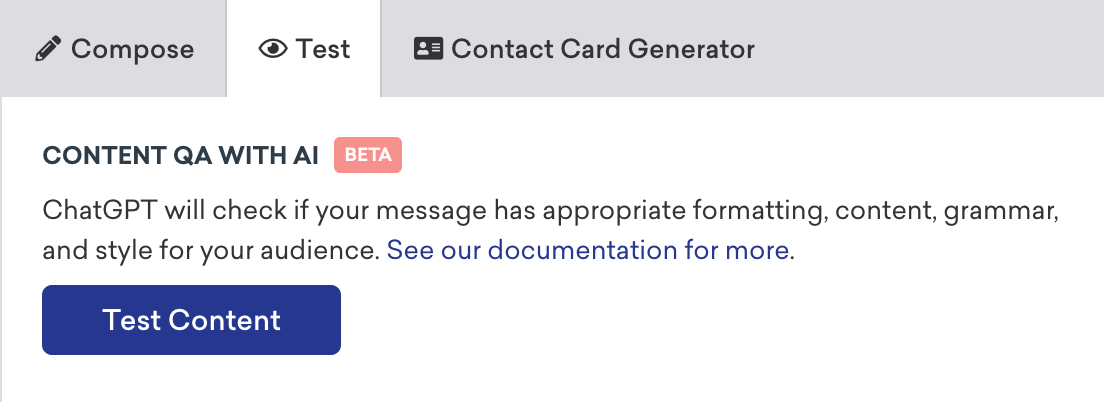 Compose
Test
Contact Card Generator
CONTENT QA WITH AI
BETA
ChatGPT will check if your message has appropriate formatting, content, grammar,
and style for your audience. See our documentation for more.
Test Content